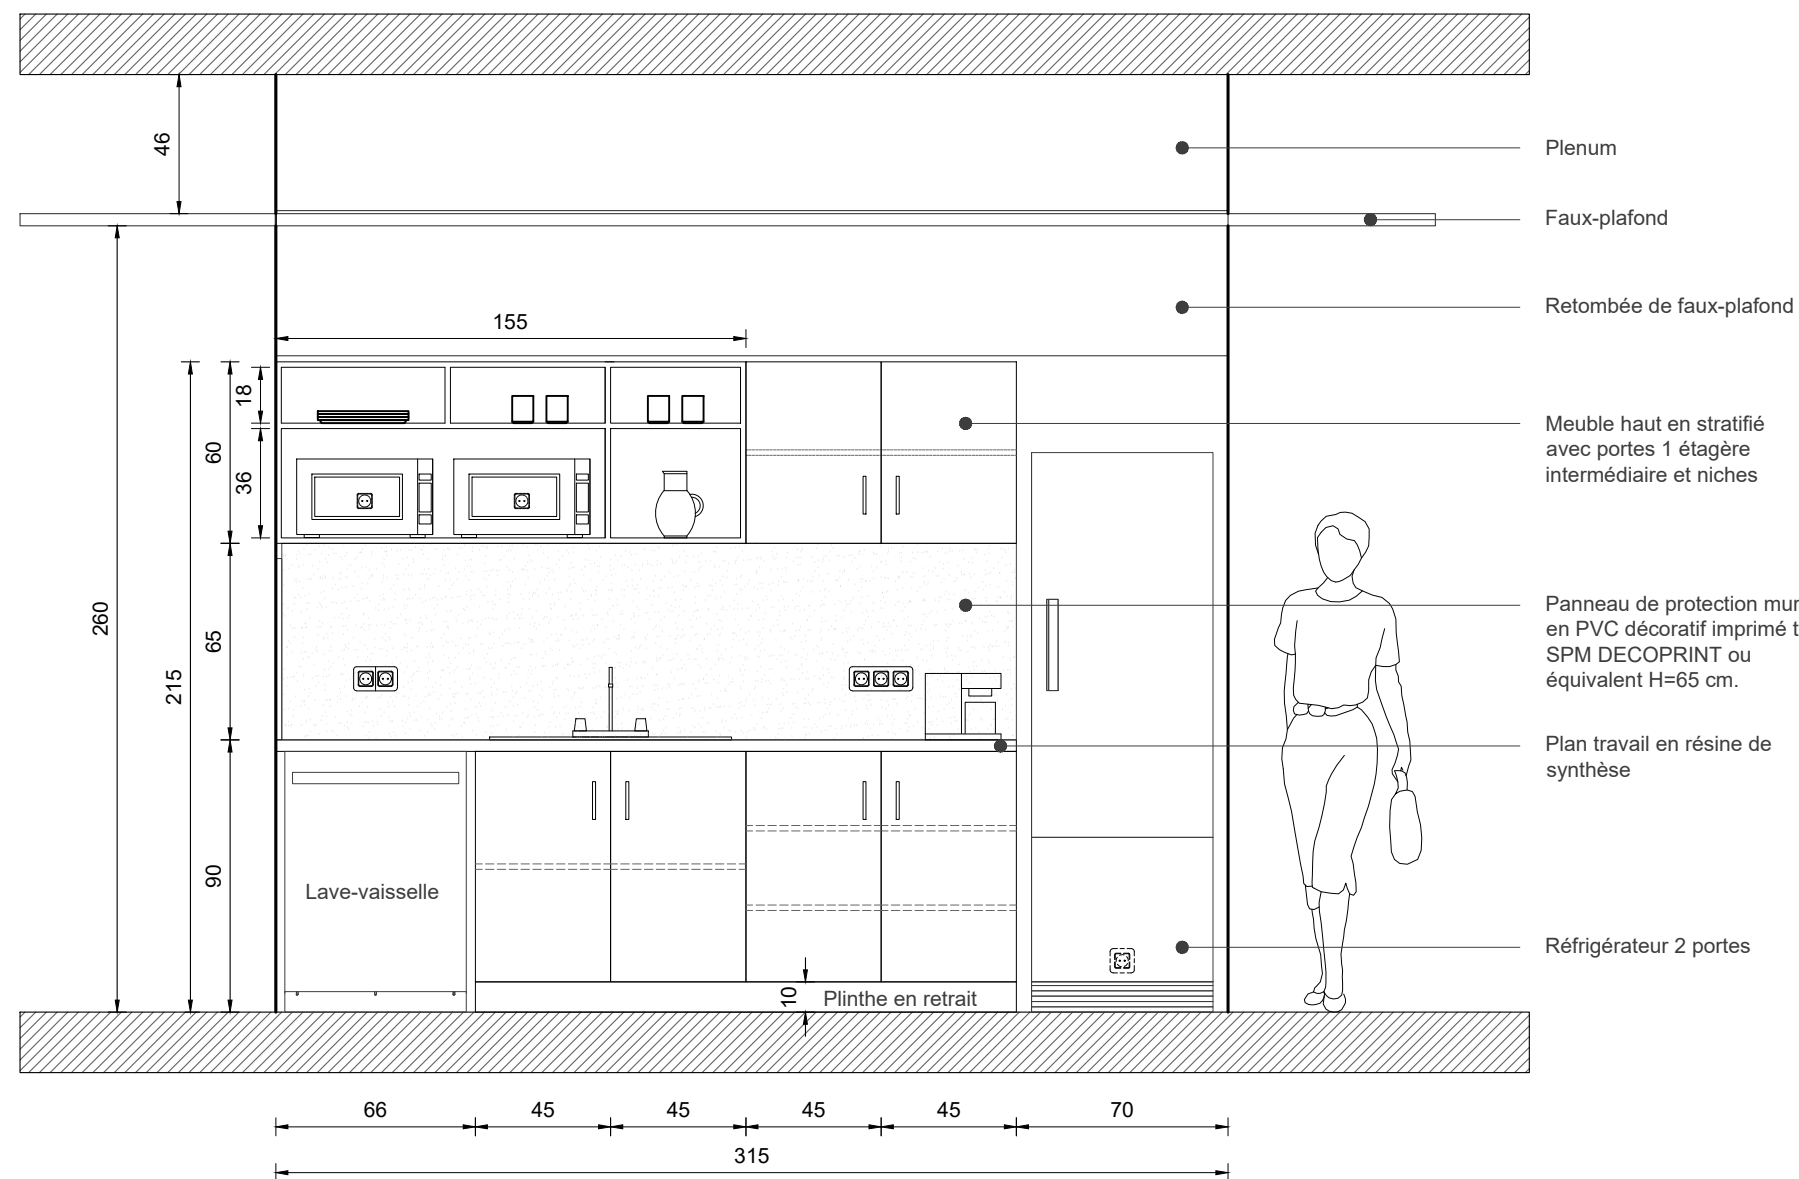 46
Plenum
Faux-plafond
Retombée de faux-plafond
155
18
60
36
Meuble haut en stratifié
avec portes 1 étagère
intermédiaire et niches
260
215
65
Panneau de protection mur
en PVC décoratif imprimé t
SPM DECOPRINT ou
équivalent H=65 cm.
Plan travail en résine de
synthèse
90
Lave-vaisselle
Réfrigérateur 2 portes
10
Plinthe en retrait
66 45 45 45 45 70
315